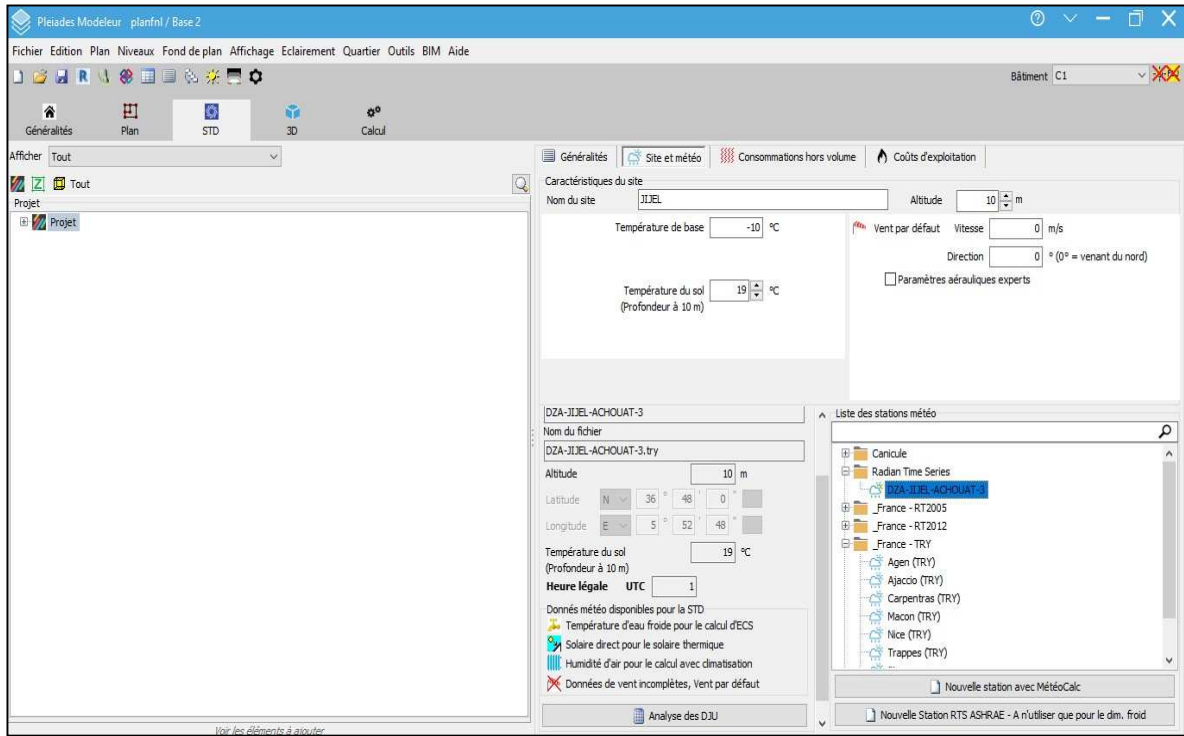 Pleiades Modeleur planfnl / Base 2
Fichier Edition Plan Niveaux Fond de plan Affichage Eclairement Quartier Outils BIM Aide
Bâtiment C1
Généralités Plan STD 3D Calcul
Afficher Tout
Tout
Projet
Projet
Voir les éléments à ajouter
Généralités Site et météo Consommations hors volume Coûts d'exploitation
Caractéristiques du site
Nom du site JIJEL Altitude 10 m
Température de base -10 °C
Vent par défaut Vitesse 0 m/s
Direction 0 ° (0° = venant du nord)
Température du sol 19 °C
(Profondeur à 10 m)
Paramètres aérauliques experts
DZA-JIJEL-ACHOUAT-3
Nom du fichier
DZA-JIJEL-ACHOUAT-3.try
Altitude 10 m
Latitude N 36 ° 48 ' 0 "
Longitude E 5 ° 52 ' 48 "
Température du sol 19 °C
(Profondeur à 10 m)
Heure légale UTC 1
Donnés météo disponibles pour la STD
Température d'eau froide pour le calcul d'ECS
Solaire direct pour le solaire thermique
Humidité d'air pour le calcul avec climatisation
Données de vent incomplètes, Vent par défaut
Analyse des DJU
Liste des stations météo
Canicule
Radian Time Series
DZA-JIJEL-ACHOUAT-3
_France - RT2005
_France - RT2012
_France - TRY
Agen (TRY)
Ajaccio (TRY)
Carpentras (TRY)
Macon (TRY)
Nice (TRY)
Trappes (TRY)
Nouvelle station avec MétéoCalc
Nouvelle Station RTS ASHRAE - A n'utiliser que pour le dim. froid